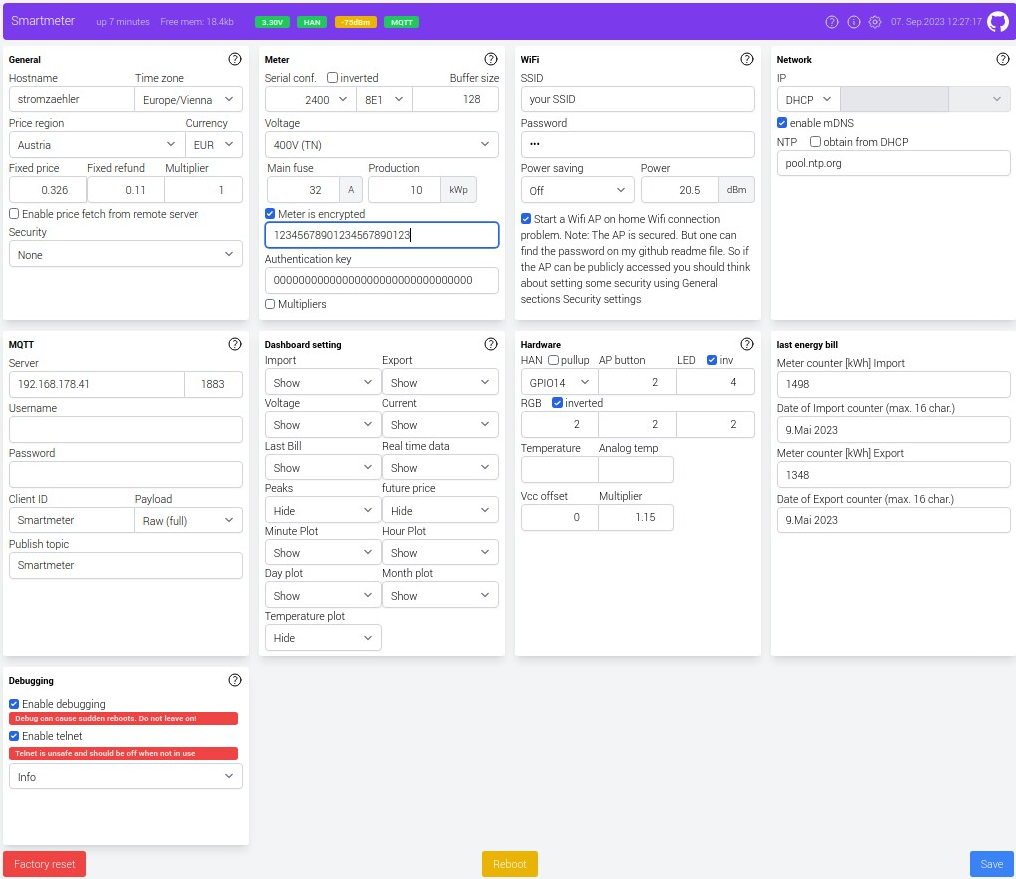 Smartmeter up 7 minutes Free mem: 18.4kb 3.30V HAN -75dBm MQTT 07. Sep.2023 12:27:17
General
Hostname Time zone
stromzaehler Europe/Vienna
Price region Currency
Austria EUR
Fixed price Fixed refund Multiplier
0.326 0.11 1
Enable price fetch from remote server
Security
None
Meter
Serial conf. inverted Buffer size
2400 8E1 128
Voltage
400V (TN)
Main fuse Production
32 A 10 kWp
Meter is encrypted
12345678901234567890123
Authentication key
00000000000000000000000000000000
Multipliers
WiFi
SSID
your SSID
Password
•••
Power saving Power
Off 20.5 dBm
Start a Wifi AP on home Wifi connection
problem. Note: The AP is secured. But one can
find the password on my github readme file. So if
the AP can be publicly accessed you should think
about setting some security using General
sections Security settings
Network
IP
DHCP
enable mDNS
NTP obtain from DHCP
pool.ntp.org
MQTT
Server
192.168.178.41 1883
Username
Password
Client ID Payload
Smartmeter Raw (full)
Publish topic
Smartmeter
Dashboard setting
Import Export
Show Show
Voltage Current
Show Show
Last Bill Real time data
Show Show
Peaks future price
Hide Hide
Minute Plot Hour Plot
Show Show
Day plot Month plot
Show Show
Temperature plot
Hide
Hardware
HAN pullup AP button LED inv
GPIO14 2 4
RGB inverted
2 2 2
Temperature Analog temp
Vcc offset Multiplier
0 1.15
last energy bill
Meter counter [kWh] Import
1498
Date of Import counter (max. 16 char.)
9.Mai 2023
Meter counter [kWh] Export
1348
Date of Export counter (max. 16 char.)
9.Mai 2023
Debugging
Enable debugging
Debug can cause sudden reboots. Do not leave on!
Enable telnet
Telnet is unsafe and should be off when not in use
Info
Factory reset Reboot Save